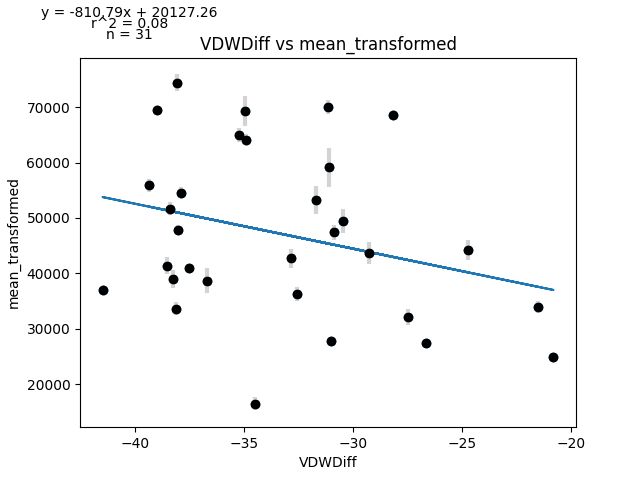 y = -810.79x + 20127.26
r^2 = 0.08
n = 31
VDWDiff vs mean_transformed
mean_transformed
70000
60000
50000
40000
30000
20000
−40
−35
−30
−25
−20
VDWDiff